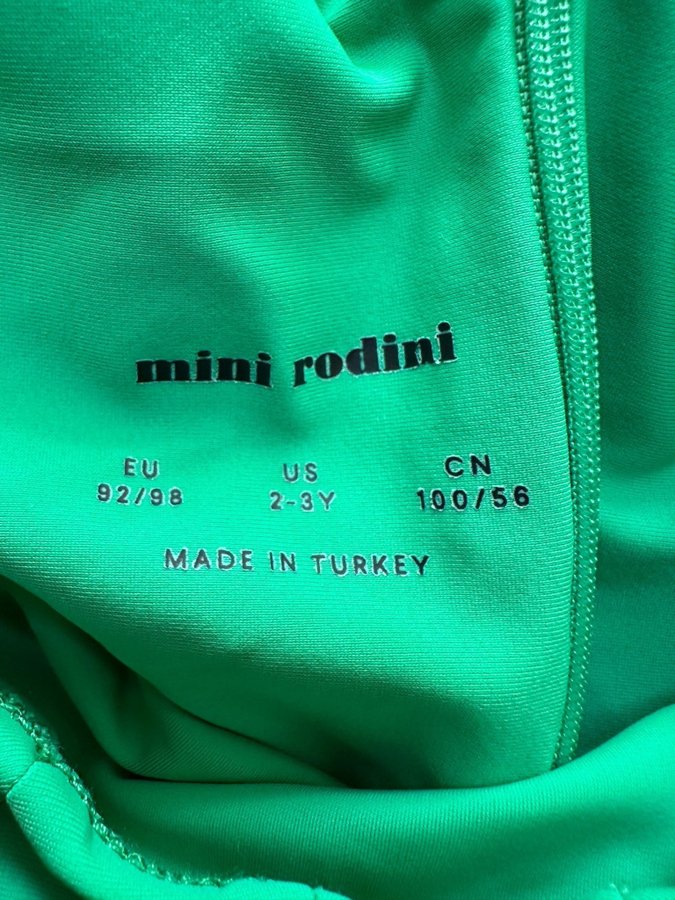 mini rodini
EU US CN
92/98 2-3Y 100/56
MADE IN TURKEY